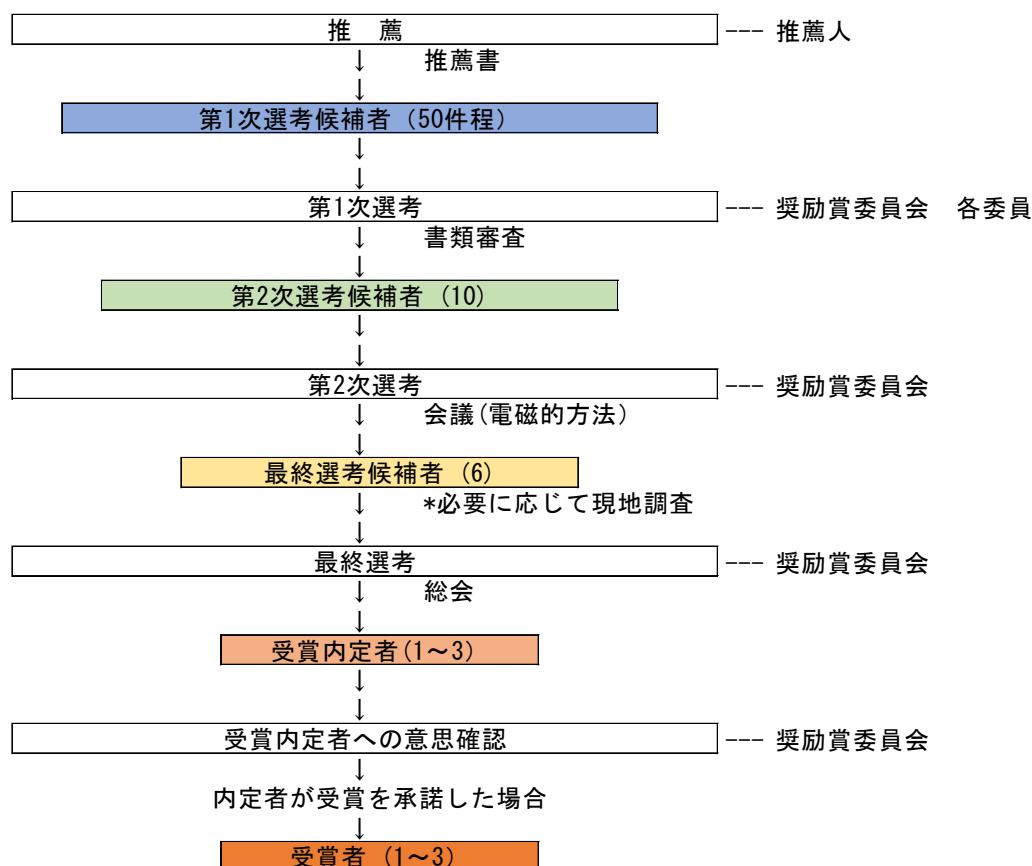 推　薦 --- 推薦人
↓ 推薦書
↓
第1次選考候補者（50件程）
↓
↓
第1次選考 --- 奨励賞委員会　各委員
↓ 書類審査
↓
第2次選考候補者（10）
↓
↓
第2次選考 --- 奨励賞委員会
↓ 会議(電磁的方法)
↓
最終選考候補者（6）
↓ *必要に応じて現地調査
↓
最終選考 --- 奨励賞委員会
↓ 総会
↓
受賞内定者(1～3)
↓
↓
受賞内定者への意思確認 --- 奨励賞委員会
↓
内定者が受賞を承諾した場合
↓
受賞者（1～3）